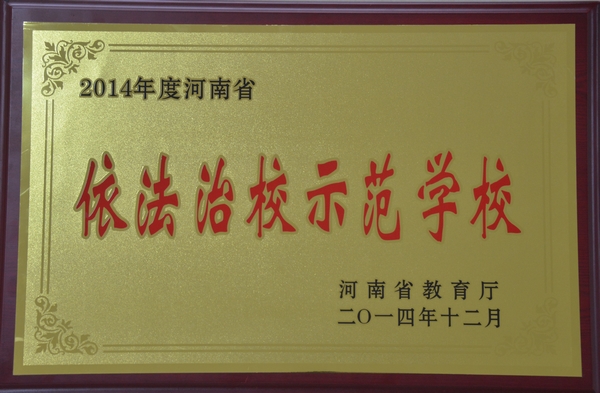 2014年度河南省
依法治校示范学校
河南省教育厅
二〇一四年十二月